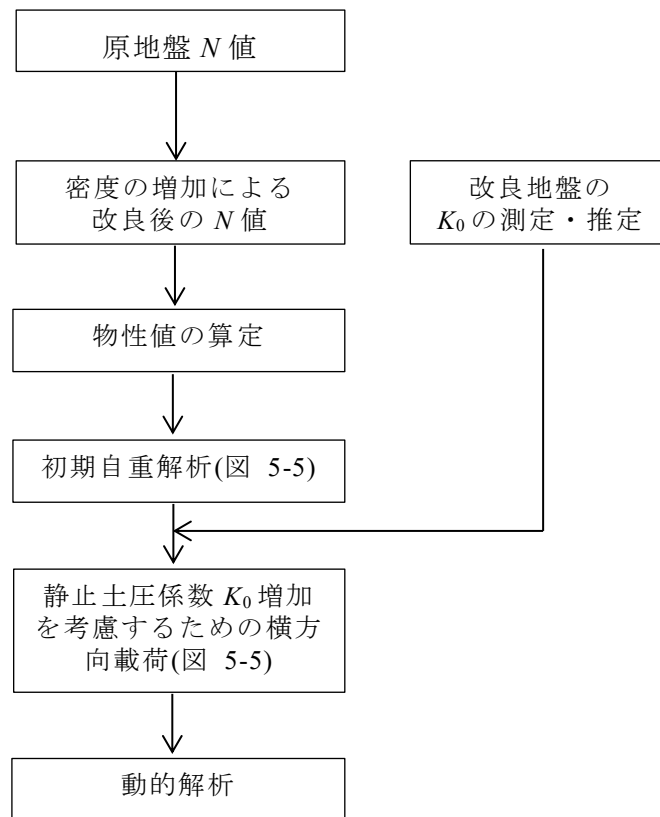 原地盤 N 値
密度の増加による
改良後の N 値
改良地盤の
K0 の測定・推定
物性値の算定
初期自重解析(図 5-5)
静止土圧係数 K0 増加
を考慮するための横方
向載荷(図 5-5)
動的解析